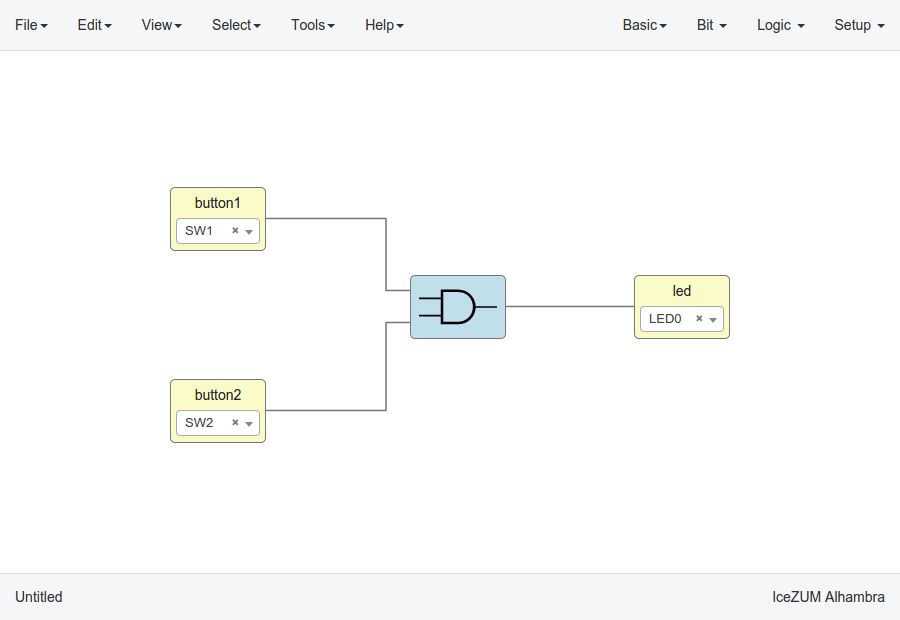 File Edit View Select Tools Help Basic Bit Logic Setup
button1
SW1 ×
led
LED0 ×
button2
SW2 ×
Untitled IceZUM Alhambra